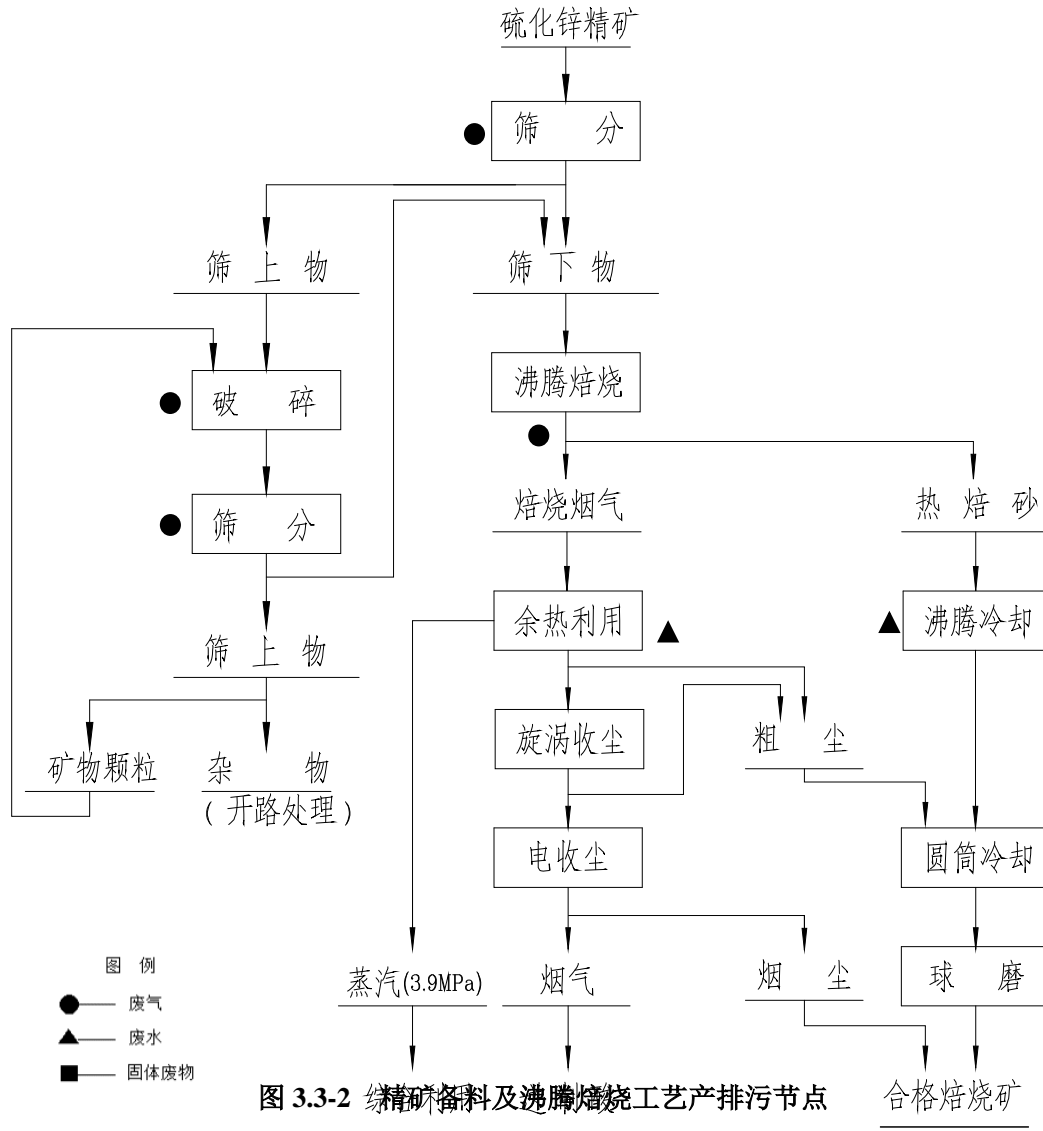 硫化锌精矿
筛 分
筛 上 物
筛 下 物
破 碎
沸腾焙烧
筛 分
焙烧烟气
热 焙 砂
余热利用
沸腾冷却
筛 上 物
旋涡收尘
粗 尘
矿物颗粒
杂 物
(开路处理)
电收尘
圆筒冷却
图 例
废气
废水
固体废物
蒸汽(3.9MPa)
烟气
烟 尘
球 磨
图 3.3-2 精矿备料及沸腾焙烧工艺产排污节点
合格焙烧矿